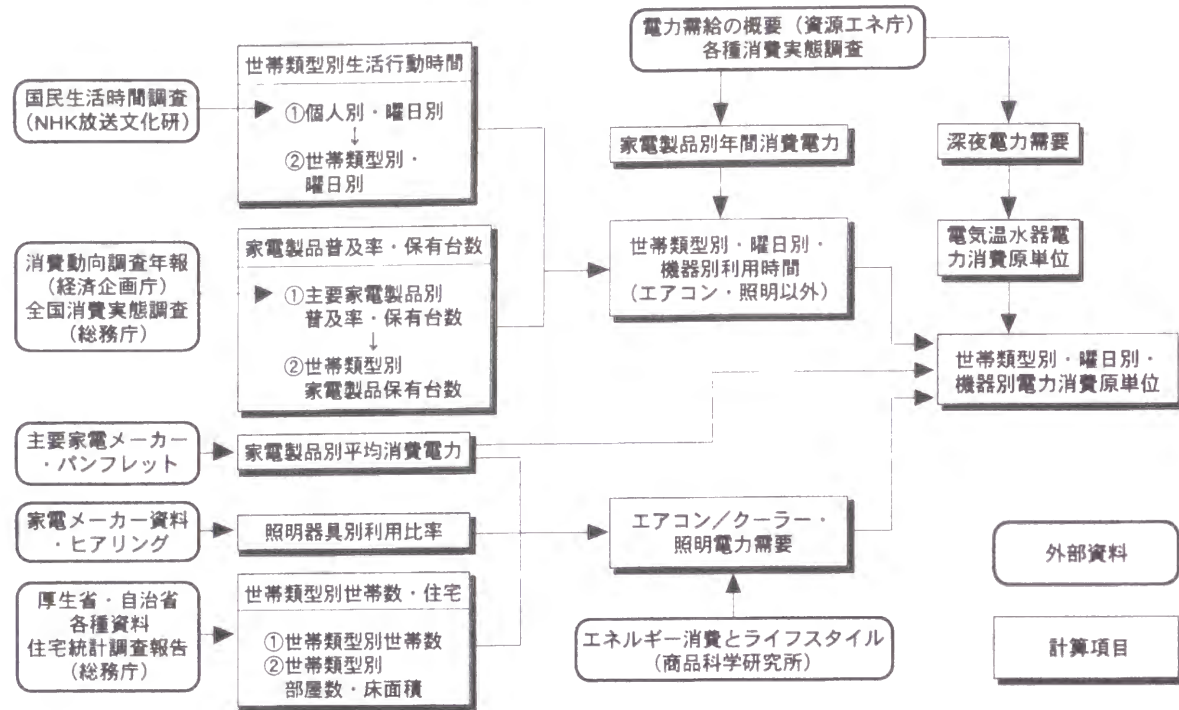 国民生活時間調査
(NHK放送文化研)
世帯類型別生活行動時間
①個人別・曜日別
↓
②世帯類型別・
曜日別
消費動向調査年報
(経済企画庁)
全国消費実態調査
(総務庁)
家電製品普及率・保有台数
①主要家電製品別
普及率・保有台数
↓
②世帯類型別
家電製品保有台数
主要家電メーカー
・パンフレット
家電製品別平均消費電力
家電メーカー資料
・ヒアリング
照明器具別利用比率
厚生省・自治省
各種資料
住宅統計調査報告
(総務庁)
世帯類型別世帯数・住宅
①世帯類型別世帯数
②世帯類型別
部屋数・床面積
電力需給の概要(資源エネ庁)
各種消費実態調査
家電製品別年間消費電力
深夜電力需要
世帯類型別・曜日別・
機器別利用時間
(エアコン・照明以外)
電気温水器電
力消費原単位
世帯類型別・曜日別・
機器別電力消費原単位
エアコン/クーラー・
照明電力需要
エネルギー消費とライフスタイル
(商品科学研究所)
外部資料
計算項目